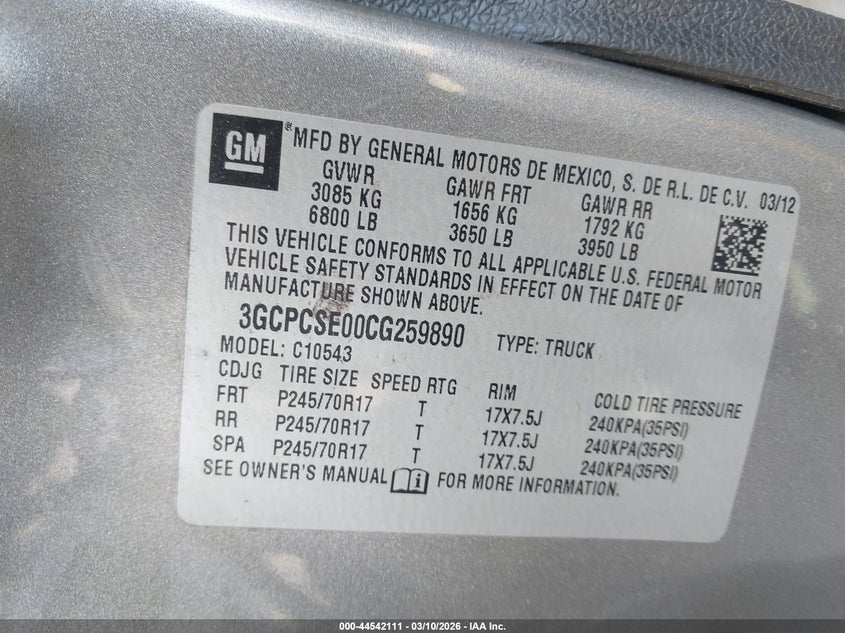 GM ® MFD BY GENERAL MOTORS DE MEXICO, S. DE R.L. DE C.V. 03/12
GVWR GAWR FRT GAWR RR
3085 KG 1656 KG 1792 KG
6800 LB 3650 LB 3950 LB
THIS VEHICLE CONFORMS TO ALL APPLICABLE U.S. FEDERAL MOTOR
VEHICLE SAFETY STANDARDS IN EFFECT ON THE DATE OF
MANUFACTURE SHOWN ABOVE.
3GCPCSE00CG259890 TYPE: TRUCK
MODEL: C10543
CDJG TIRE SIZE SPEED RTG RIM COLD TIRE PRESSURE
FRT P245/70R17 T 17X7.5J 240KPA(35PSI)
RR P245/70R17 T 17X7.5J 240KPA(35PSI)
SPA P245/70R17 T 17X7.5J 240KPA(35PSI)
SEE OWNER'S MANUAL i FOR MORE INFORMATION.
000-44542111 - 03/10/2026 - IAA Inc.